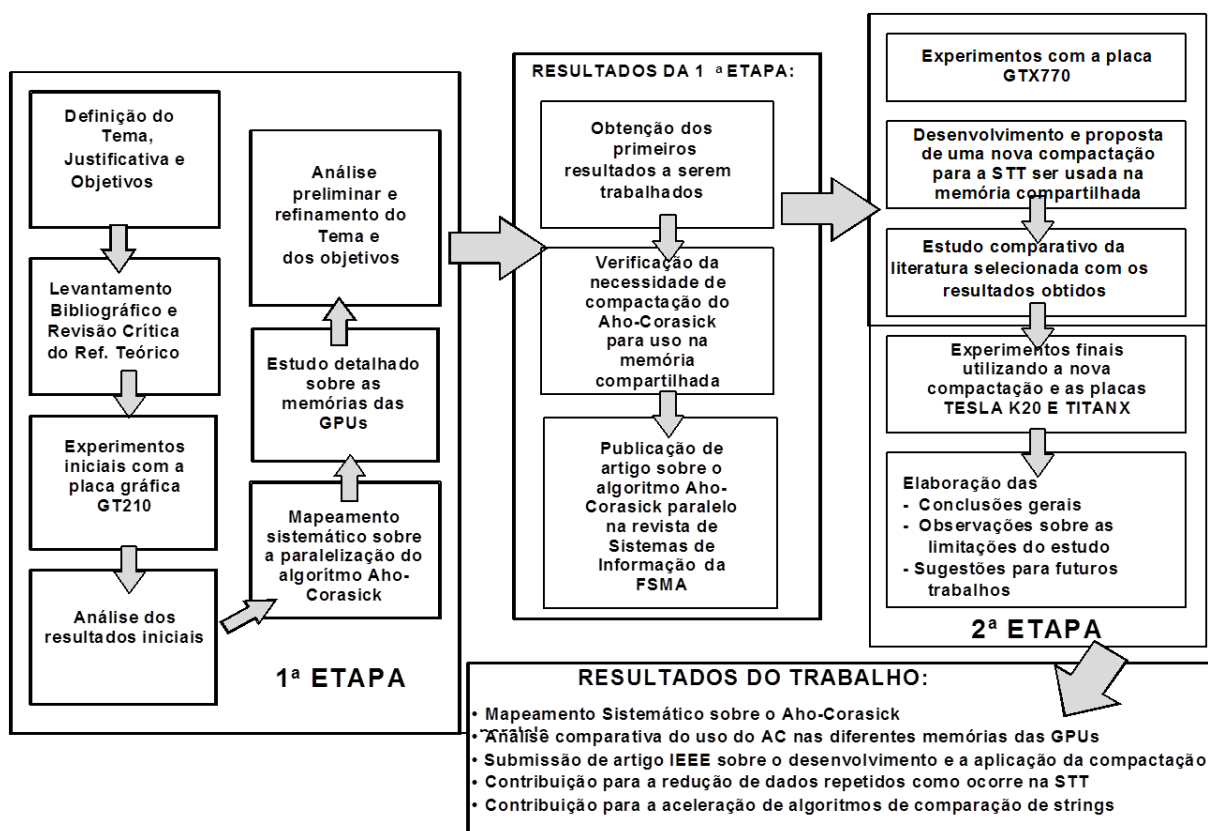 Definição do
Tema,
Justificativa e
Objetivos
Levantamento
Bibliográfico e
Revisão Crítica
do Ref. Teórico
Experimentos
iniciais com a
placa gráfica
GT210
Análise dos
resultados iniciais
Mapeamento
sistemático sobre
a paralelização do
algorítmo Aho-
Corasick
Estudo detalhado
sobre as
memórias das
GPUs
Análise
preliminar e
refinamento do
Tema e
dos objetivos
1ª ETAPA
RESULTADOS DA 1 ª ETAPA:
Obtenção dos
primeiros
resultados a serem
trabalhados
Verificação da
necessidade de
compactação do
Aho-Corasick
para uso na
memória
compartilhada
Publicação de
artigo sobre o
algoritmo Aho-
Corasick paralelo
na revista de
Sistemas de
Informação da
FSMA
Experimentos com a placa
GTX770
Desenvolvimento e proposta
de uma nova compactação
para a STT ser usada na
memória compartilhada
Estudo comparativo da
literatura selecionada com os
resultados obtidos
Experimentos finais
utilizando a nova
compactação e as placas
TESLA K20 E TITANX
Elaboração das
- Conclusões gerais
- Observações sobre as
limitações do estudo
- Sugestões para futuros
trabalhos
2ª ETAPA
RESULTADOS DO TRABALHO:
• Mapeamento Sistemático sobre o Aho-Corasick
• Análise comparativa do uso do AC nas diferentes memórias das GPUs
• Submissão de artigo IEEE sobre o desenvolvimento e a aplicação da compactação
• Contribuição para a redução de dados repetidos como ocorre na STT
• Contribuição para a aceleração de algoritmos de comparação de strings